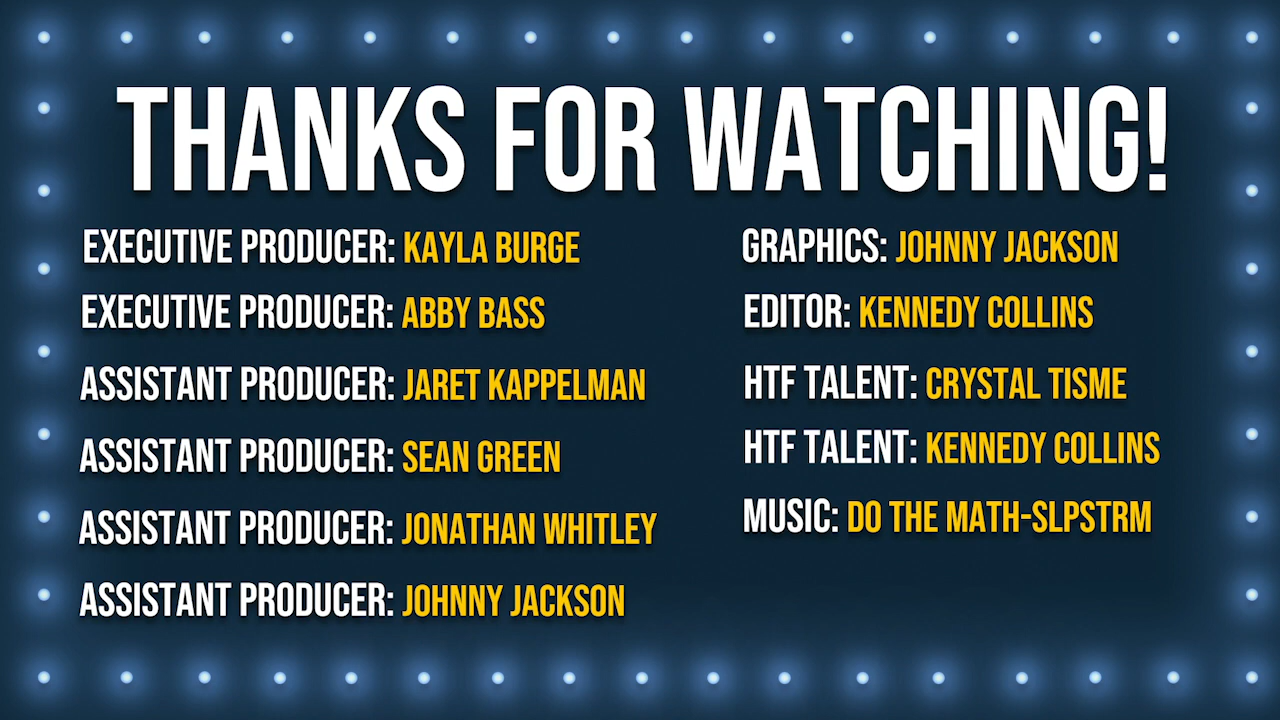 THANKS FOR WATCHING!
EXECUTIVE PRODUCER: KAYLA BURGE
EXECUTIVE PRODUCER: ABBY BASS
ASSISTANT PRODUCER: JARET KAPPELMAN
ASSISTANT PRODUCER: SEAN GREEN
ASSISTANT PRODUCER: JONATHAN WHITLEY
ASSISTANT PRODUCER: JOHNNY JACKSON
GRAPHICS: JOHNNY JACKSON
EDITOR: KENNEDY COLLINS
HTF TALENT: CRYSTAL TISME
HTF TALENT: KENNEDY COLLINS
MUSIC: DO THE MATH-SLPSTRM